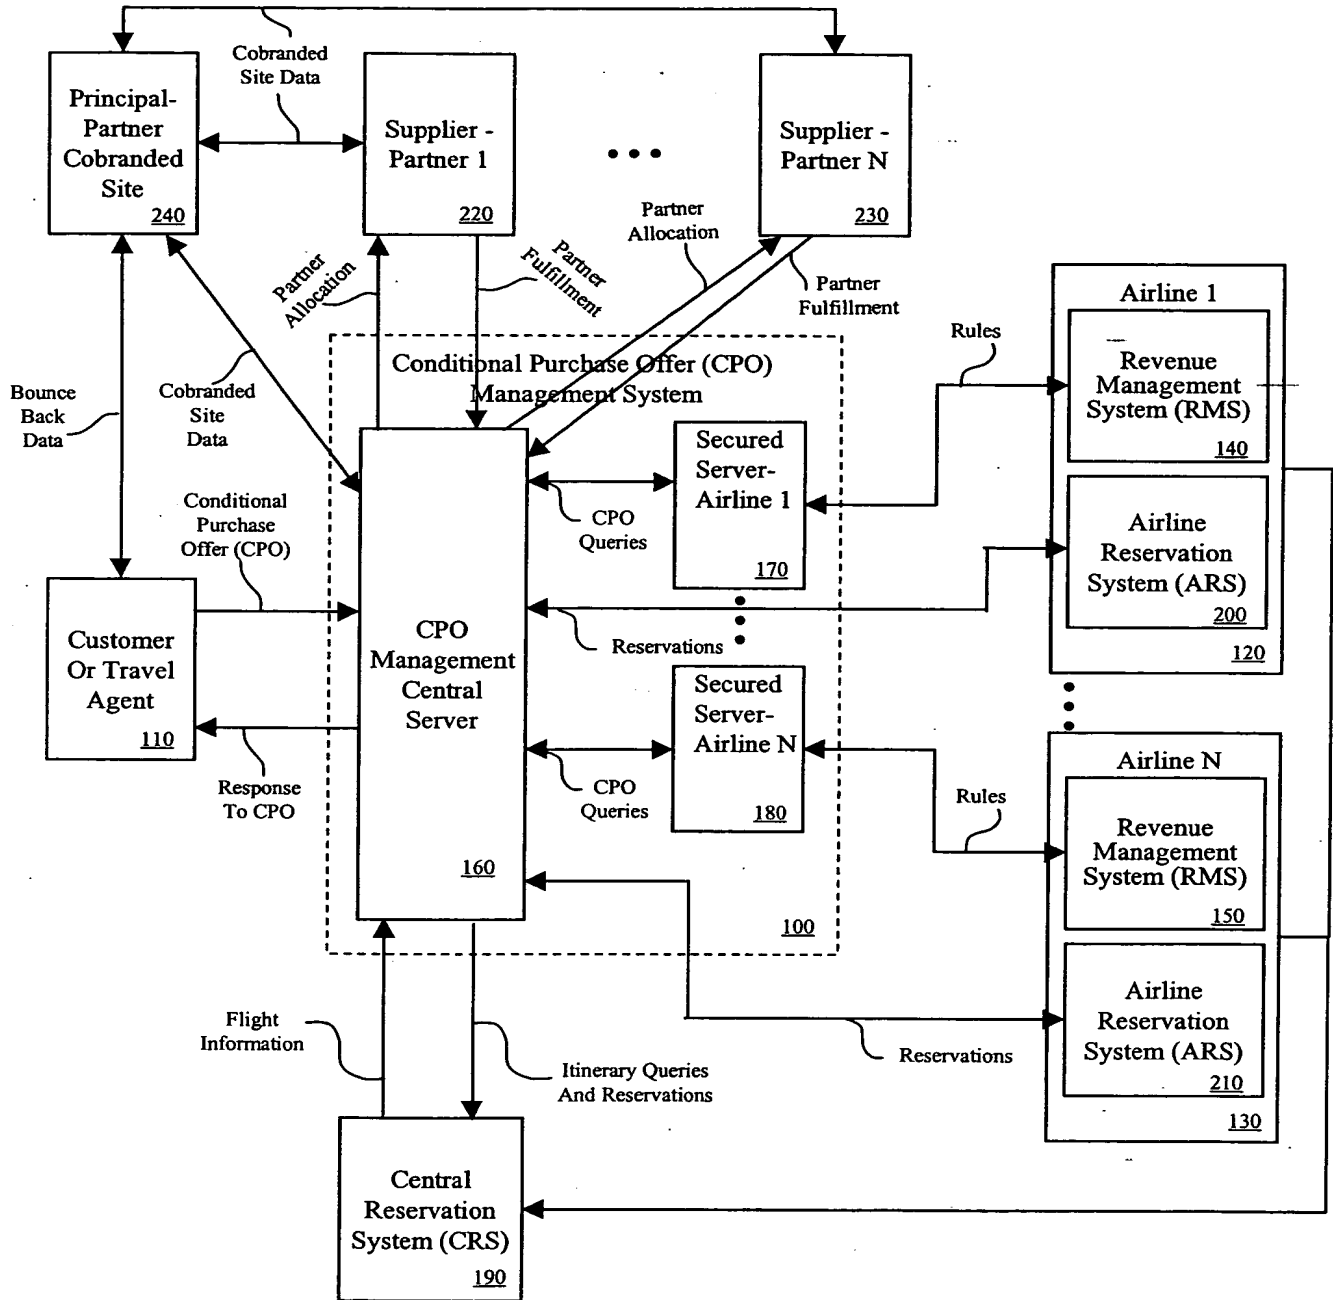 Cobranded
Site Data
Principal-
Partner
Cobranded
Site
240
Supplier -
Partner 1
220
Supplier -
Partner N
230
Partner
Allocation
Partner
Fulfillment
Partner
Allocation
Partner
Fulfillment
Bounce
Back
Data
Cobranded
Site
Data
Conditional Purchase Offer (CPO)
Management System
Conditional
Purchase
Offer (CPO)
Customer
Or Travel
Agent
110
Response
To CPO
CPO
Management
Central
Server
160
Secured
Server-
Airline 1
170
CPO
Queries
Reservations
Secured
Server-
Airline N
180
CPO
Queries
100
Rules
Airline 1
Revenue
Management
System (RMS)
140
Airline
Reservation
System (ARS)
200
120
Rules
Airline N
Revenue
Management
System (RMS)
150
Airline
Reservation
System (ARS)
210
130
Reservations
Flight
Information
Itinerary Queries
And Reservations
Central
Reservation
System (CRS)
190